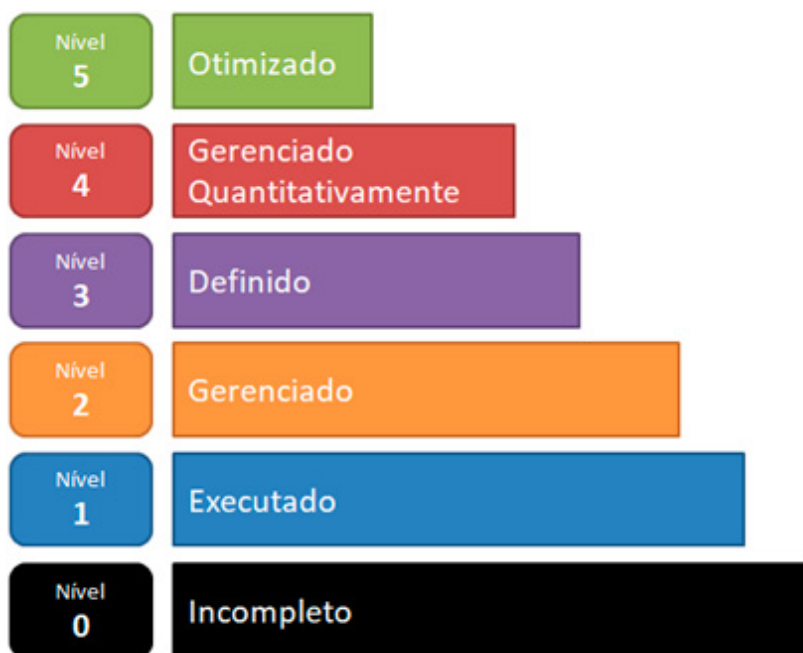 Nível
5
Otimizado
Nível
4
Gerenciado
Quantitativamente
Nível
3
Definido
Nível
2
Gerenciado
Nível
1
Executado
Nível
0
Incompleto